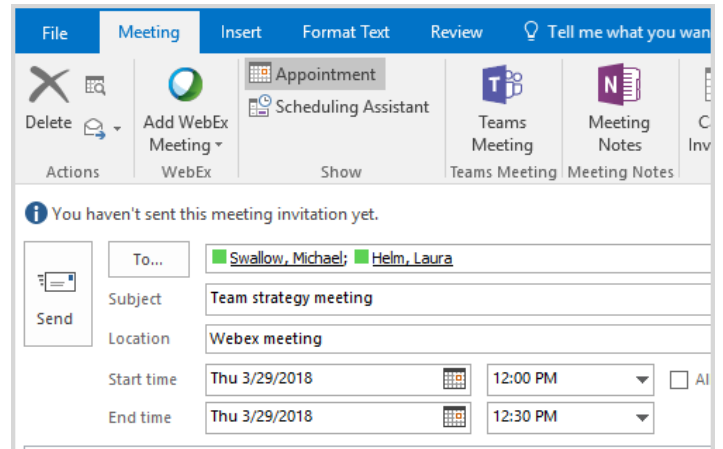 File Meeting Insert Format Text Review Tell me what you wan
Appointment
Scheduling Assistant
Delete Add WebEx Meeting Teams Meeting Meeting Notes
Actions WebEx Show Teams Meeting Meeting Notes
You haven't sent this meeting invitation yet.
To... Swallow, Michael; Helm, Laura
Send
Subject Team strategy meeting
Location Webex meeting
Start time Thu 3/29/2018 12:00 PM Al
End time Thu 3/29/2018 12:30 PM